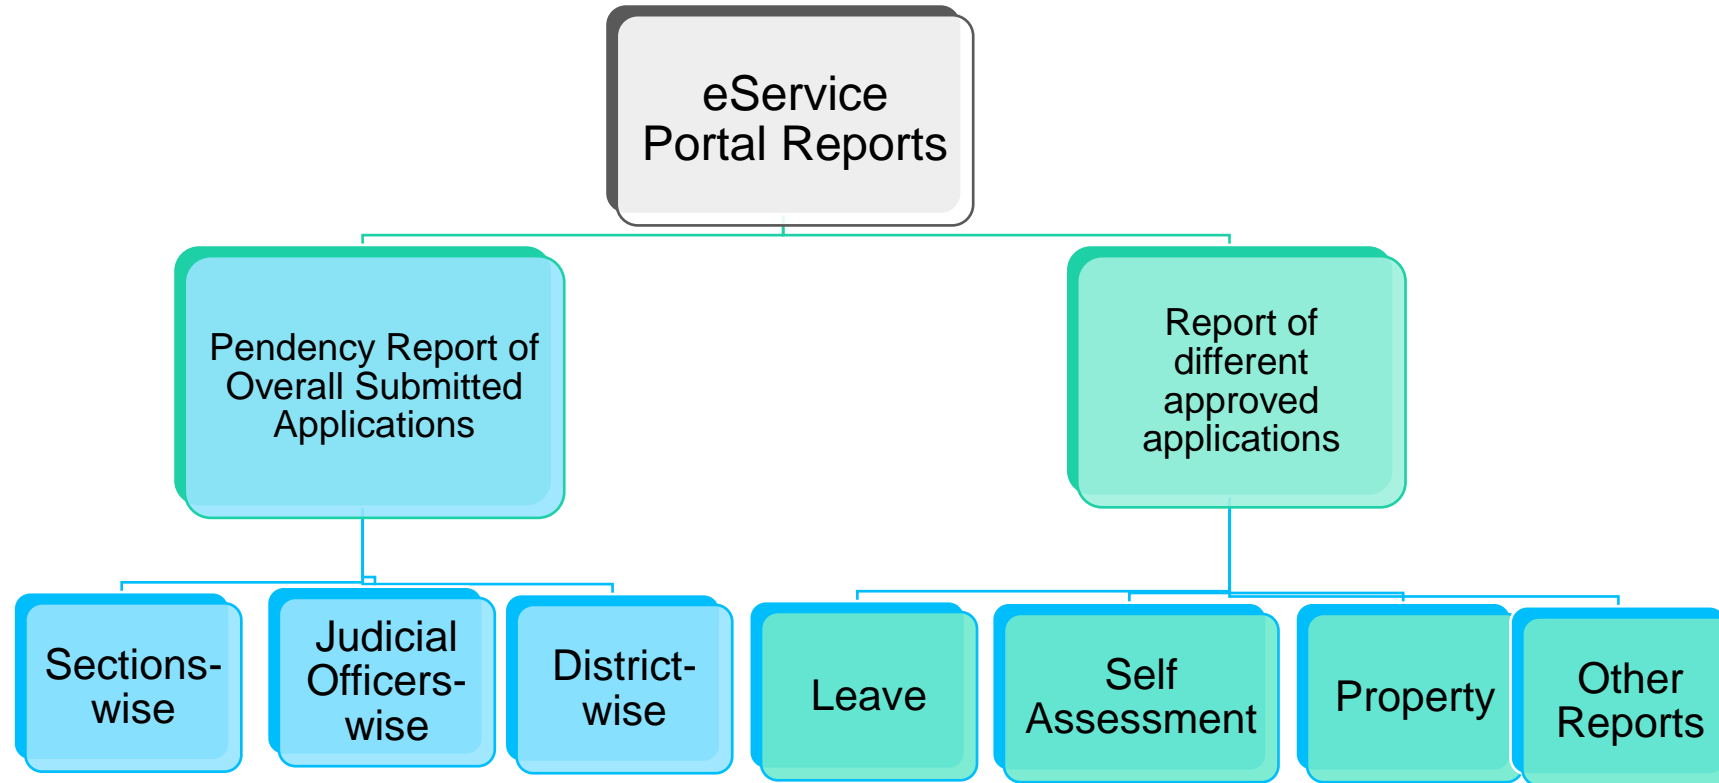 eService
Portal Reports
Pendency Report of
Overall Submitted
Applications
Report of
different
approved
applications
Sections-
wise
Judicial
Officers-
wise
District-
wise
Leave
Self
Assessment
Property
Other
Reports